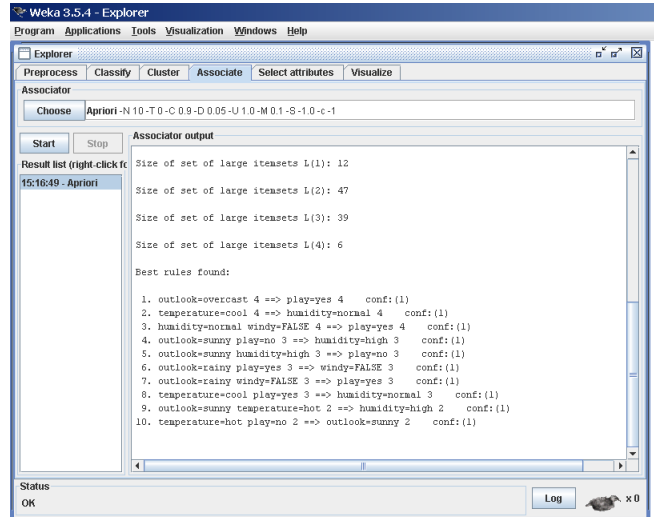 Weka 3.5.4 - Explorer
Program Applications Tools Visualization Windows Help
Explorer
Preprocess Classify Cluster Associate Select attributes Visualize
Associator
Choose Apriori -N 10 -T 0 -C 0.9 -D 0.05 -U 1.0 -M 0.1 -S -1.0 -c -1
Start Stop
Result list (right-click fo
15:16:49 - Apriori
Associator output
Size of set of large itemsets L(1): 12
Size of set of large itemsets L(2): 47
Size of set of large itemsets L(3): 39
Size of set of large itemsets L(4): 6
Best rules found:
1. outlook=overcast 4 ==> play=yes 4 conf:(1)
2. temperature=cool 4 ==> humidity=normal 4 conf:(1)
3. humidity=normal windy=FALSE 4 ==> play=yes 4 conf:(1)
4. outlook=sunny play=no 3 ==> humidity=high 3 conf:(1)
5. outlook=sunny humidity=high 3 ==> play=no 3 conf:(1)
6. outlook=rainy play=yes 3 ==> windy=FALSE 3 conf:(1)
7. outlook=rainy windy=FALSE 3 ==> play=yes 3 conf:(1)
8. temperature=cool play=yes 3 ==> humidity=normal 3 conf:(1)
9. outlook=sunny temperature=hot 2 ==> humidity=high 2 conf:(1)
10. temperature=hot play=no 2 ==> outlook=sunny 2 conf:(1)
Status
OK
Log x 0